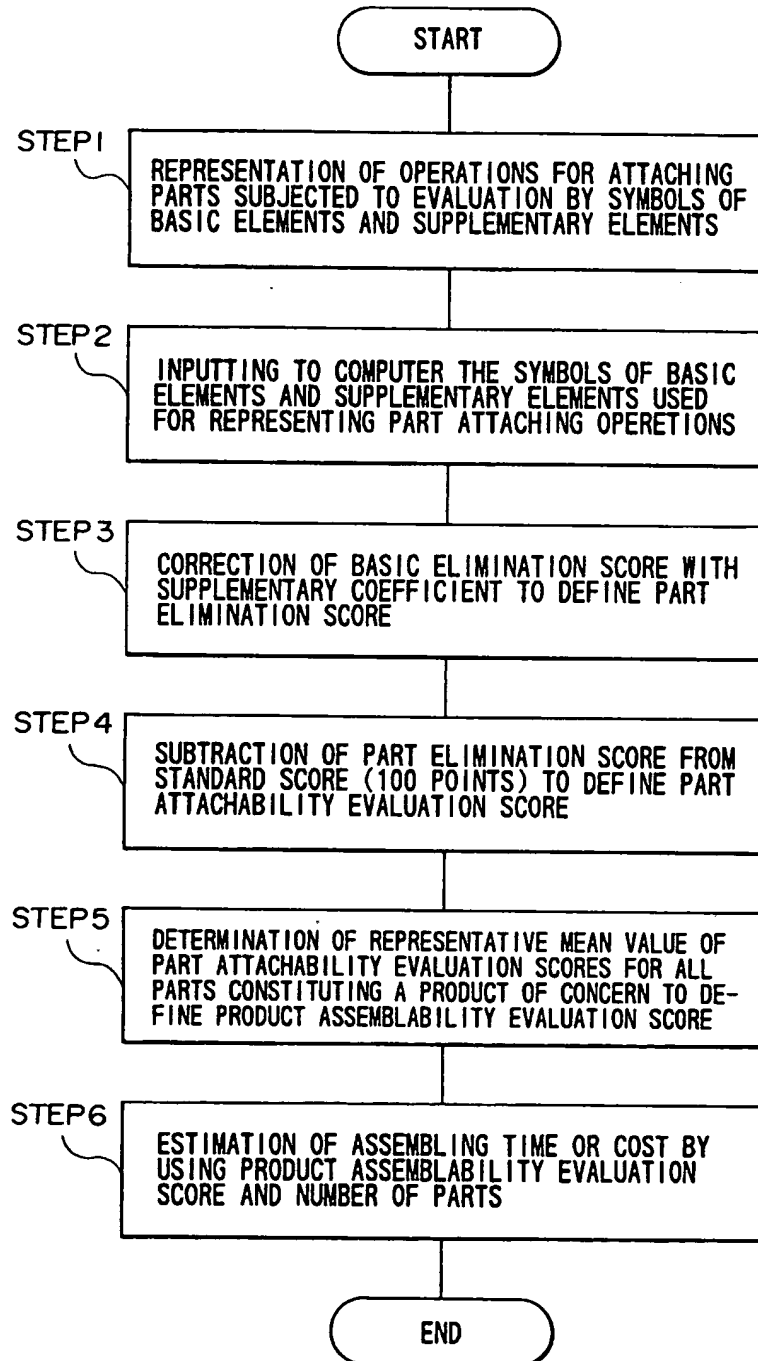 START
STEP1
REPRESENTATION OF OPERATIONS FOR ATTACHING
PARTS SUBJECTED TO EVALUATION BY SYMBOLS OF
BASIC ELEMENTS AND SUPPLEMENTARY ELEMENTS
STEP2
INPUTTING TO COMPUTER THE SYMBOLS OF BASIC
ELEMENTS AND SUPPLEMENTARY ELEMENTS USED
FOR REPRESENTING PART ATTACHING OPERETIONS
STEP3
CORRECTION OF BASIC ELIMINATION SCORE WITH
SUPPLEMENTARY COEFFICIENT TO DEFINE PART
ELIMINATION SCORE
STEP4
SUBTRACTION OF PART ELIMINATION SCORE FROM
STANDARD SCORE (100 POINTS) TO DEFINE PART
ATTACHABILITY EVALUATION SCORE
STEP5
DETERMINATION OF REPRESENTATIVE MEAN VALUE OF
PART ATTACHABILITY EVALUATION SCORES FOR ALL
PARTS CONSTITUTING A PRODUCT OF CONCERN TO DE-
FINE PRODUCT ASSEMBLABILITY EVALUATION SCORE
STEP6
ESTIMATION OF ASSEMBLING TIME OR COST BY
USING PRODUCT ASSEMBLABILITY EVALUATION
SCORE AND NUMBER OF PARTS
END